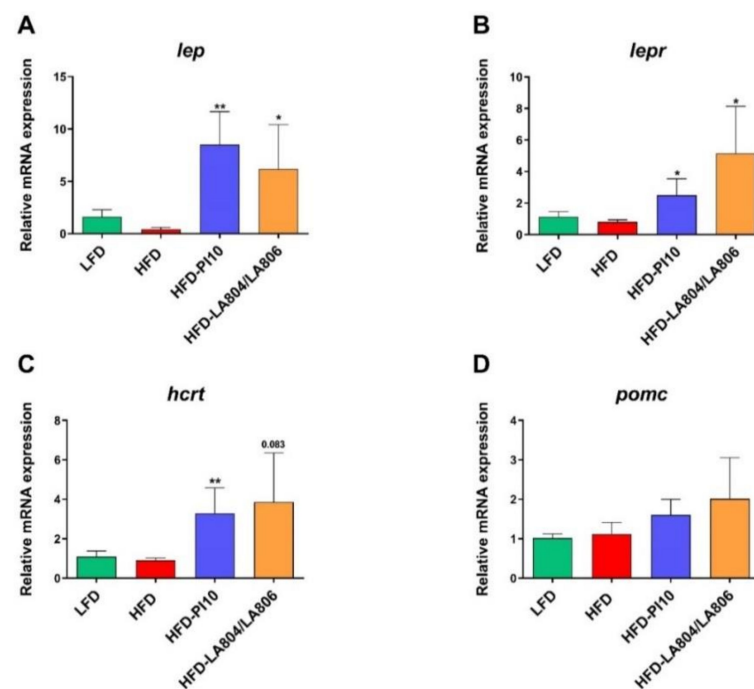 A
lep
Relative mRNA expression
15
10
5
0
**
*
LFD
HFD
HFD-PI10
HFD-LA804/LA806
B
lepr
Relative mRNA expression
10
8
6
4
2
0
*
*
LFD
HFD
HFD-PI10
HFD-LA804/LA806
C
hcrt
Relative mRNA expression
8
6
4
2
0
**
0.083
LFD
HFD
HFD-PI10
HFD-LA804/LA806
D
pomc
Relative mRNA expression
4
3
2
1
0
LFD
HFD
HFD-PI10
HFD-LA804/LA806